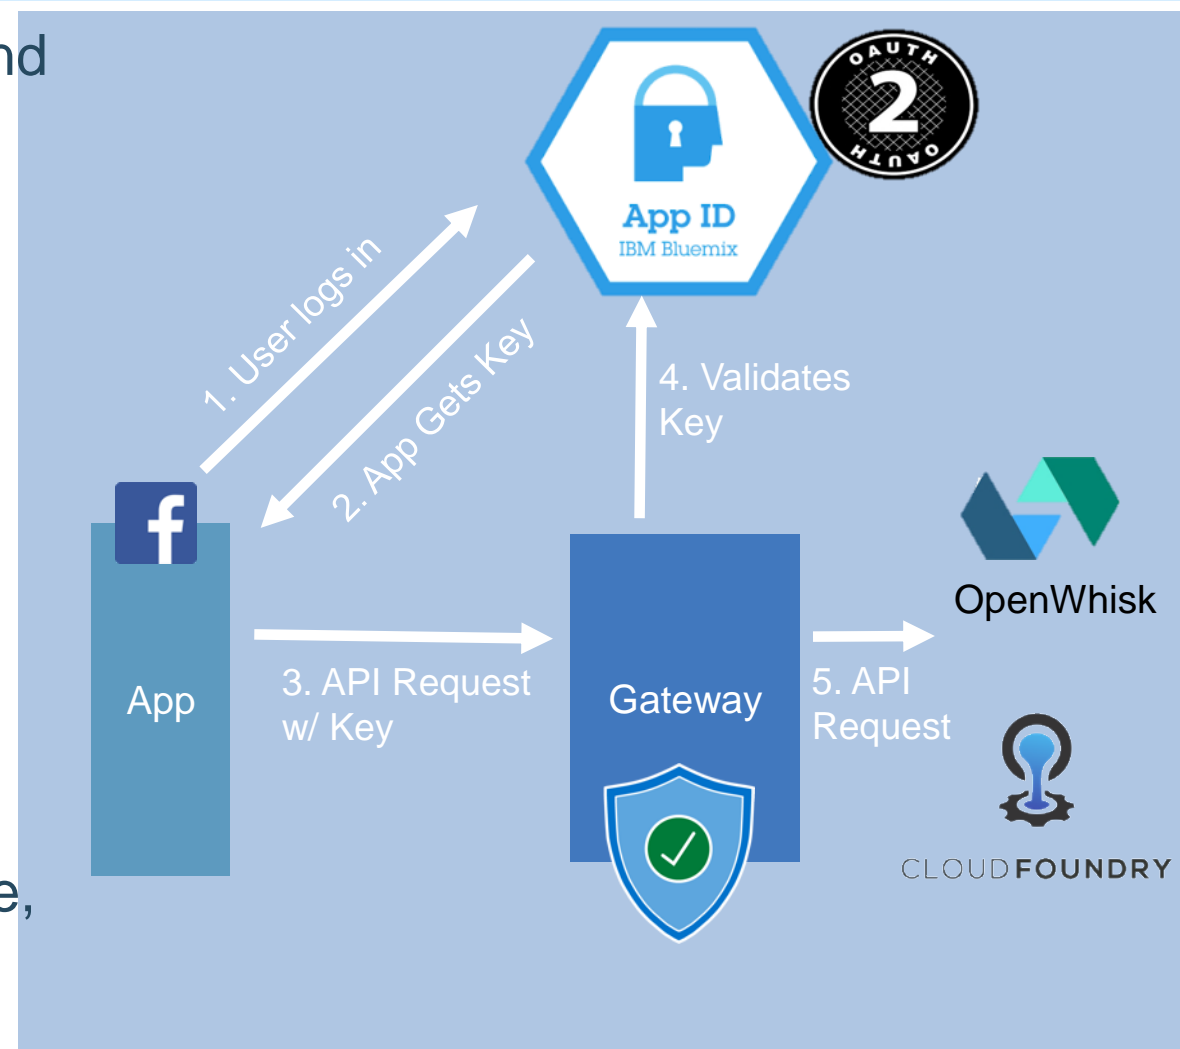 nd
OAUTH
2
OAUTH
App ID
IBM Bluemix
1. User logs in
2. App Gets Key
4. Validates
Key
f
OpenWhisk
App
3. API Request
w/ Key
Gateway
5. API
Request
CLOUDFOUNDRY
e,